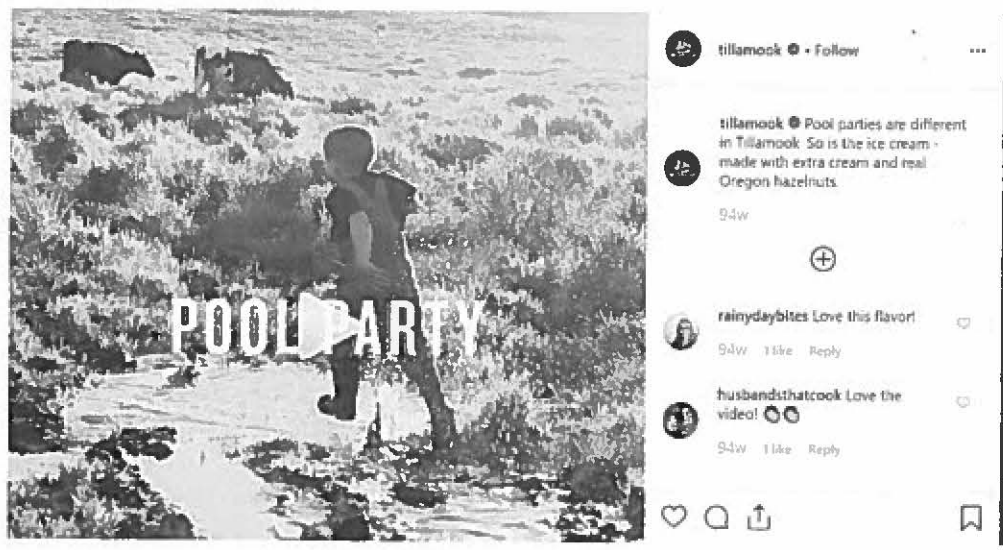 POOL PARTY
tillamook • Follow
tillamook Pool parties are different
in Tillamook. So is the ice cream -
made with extra cream and real
Oregon hazelnuts.
94w
rainydaybites Love this flavor!
94w 1 like Reply
husbandsthatcook Love the
video!
94w 1 like Reply